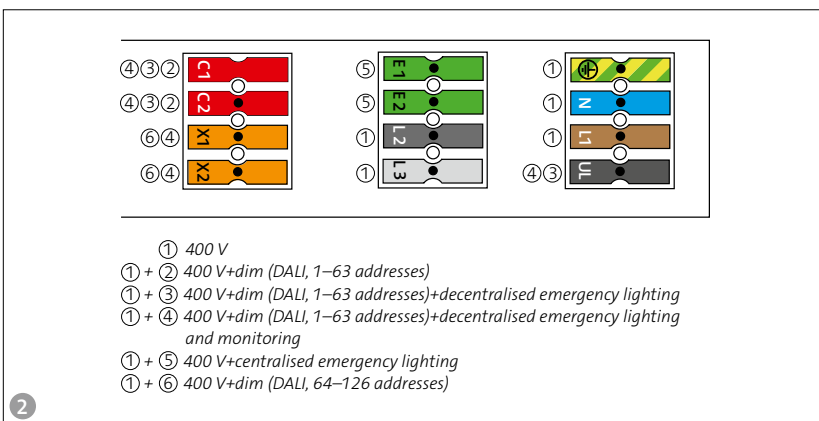 ④③② C1
④③② C2
⑥④ X1
⑥④ X2
⑤ E1
⑤ E2
① L2
① L3
①
① N
① L1
④③ UL
① 400 V
① + ② 400 V+dim (DALI, 1–63 addresses)
① + ③ 400 V+dim (DALI, 1–63 addresses)+decentralised emergency lighting
① + ④ 400 V+dim (DALI, 1–63 addresses)+decentralised emergency lighting
and monitoring
① + ⑤ 400 V+centralised emergency lighting
① + ⑥ 400 V+dim (DALI, 64–126 addresses)
2